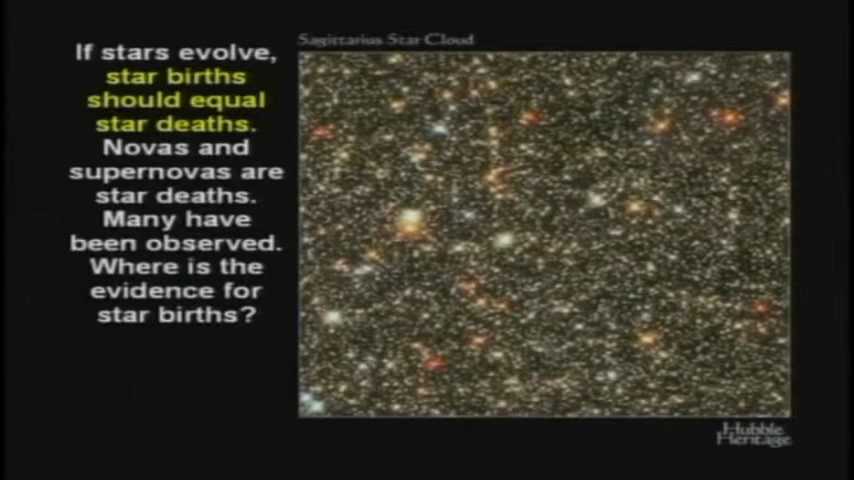 If stars evolve,
star births
should equal
star deaths.
Novas and
supernovas are
star deaths.
Many have
been observed.
Where is the
evidence for
star births?
Sagittarius Star Cloud
Hubble
Heritage